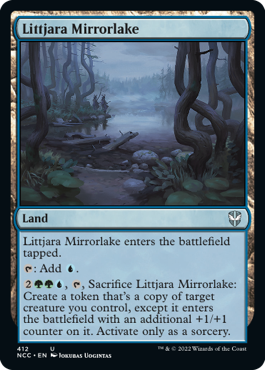 Littjara Mirrorlake
Land
Littjara Mirrorlake enters the battlefield
tapped.
: Add .
2 , , Sacrifice Littjara Mirrorlake:
Create a token that's a copy of target
creature you control, except it enters
the battlefield with an additional +1/+1
counter on it. Activate only as a sorcery.
412 U
NCC • EN Jokubas Uogintas
™ & © 2022 Wizards of the Coast